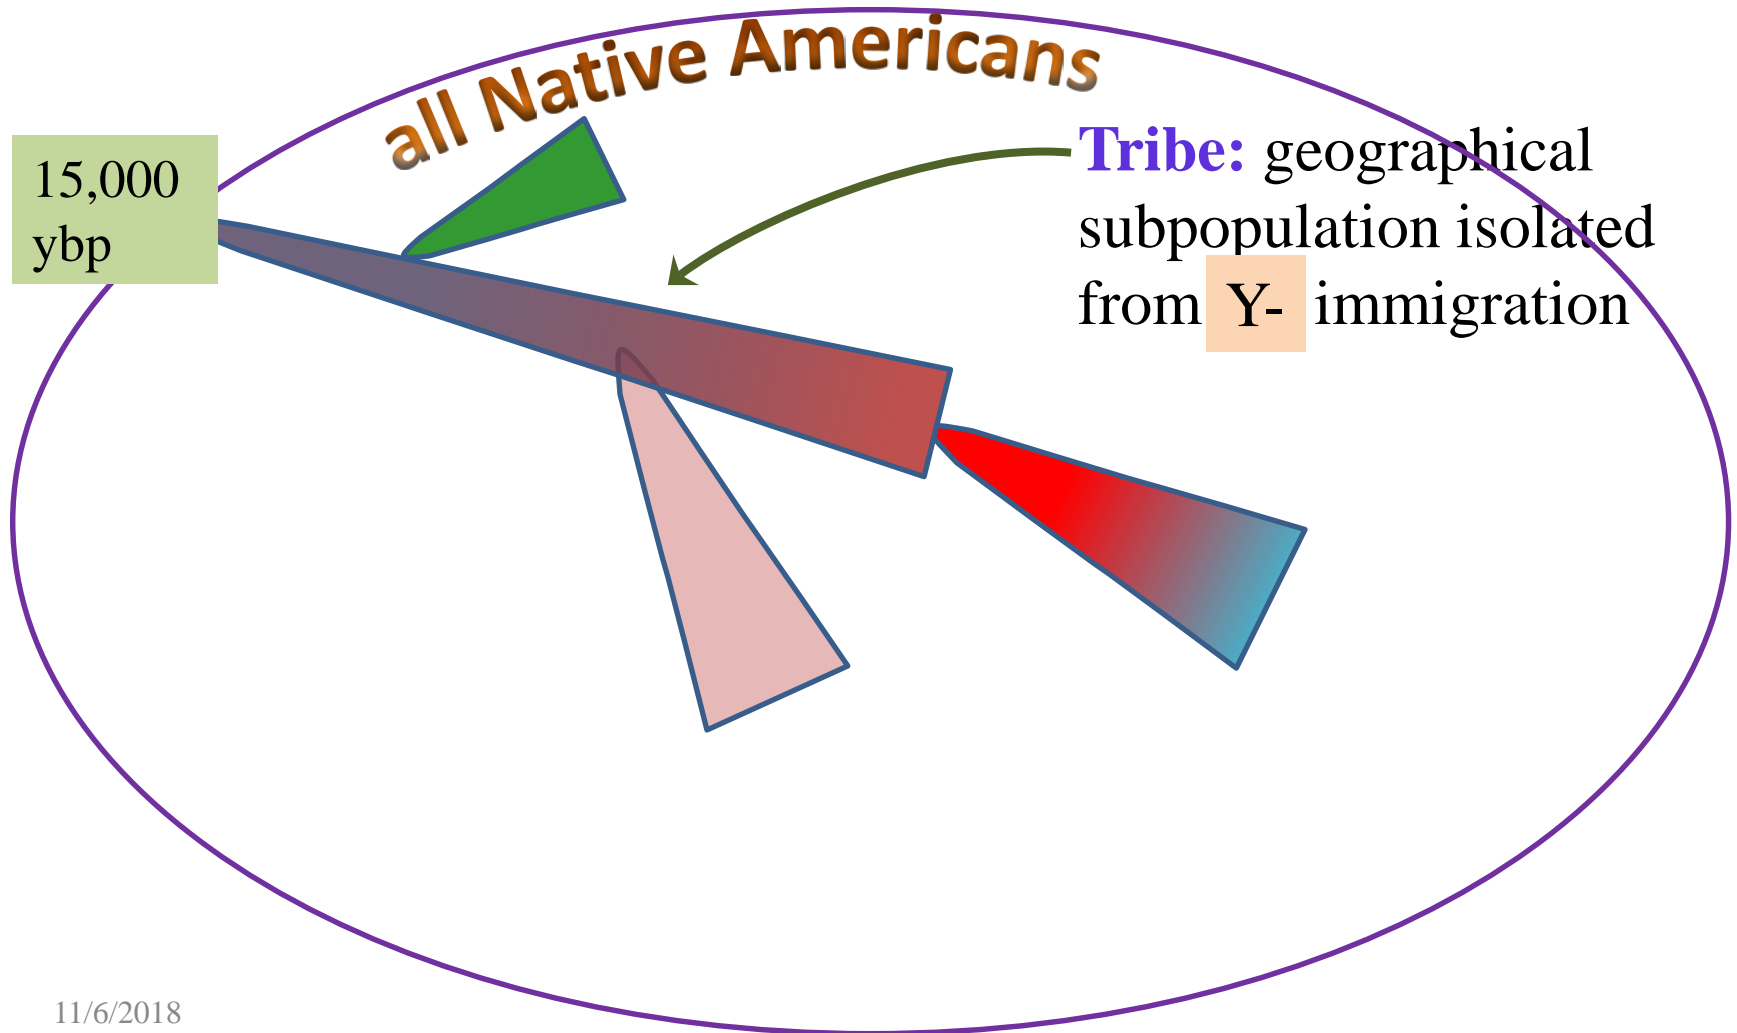 all Native Americans
15,000
ybp
Tribe: geographical
subpopulation isolated
from Y- immigration
11/6/2018